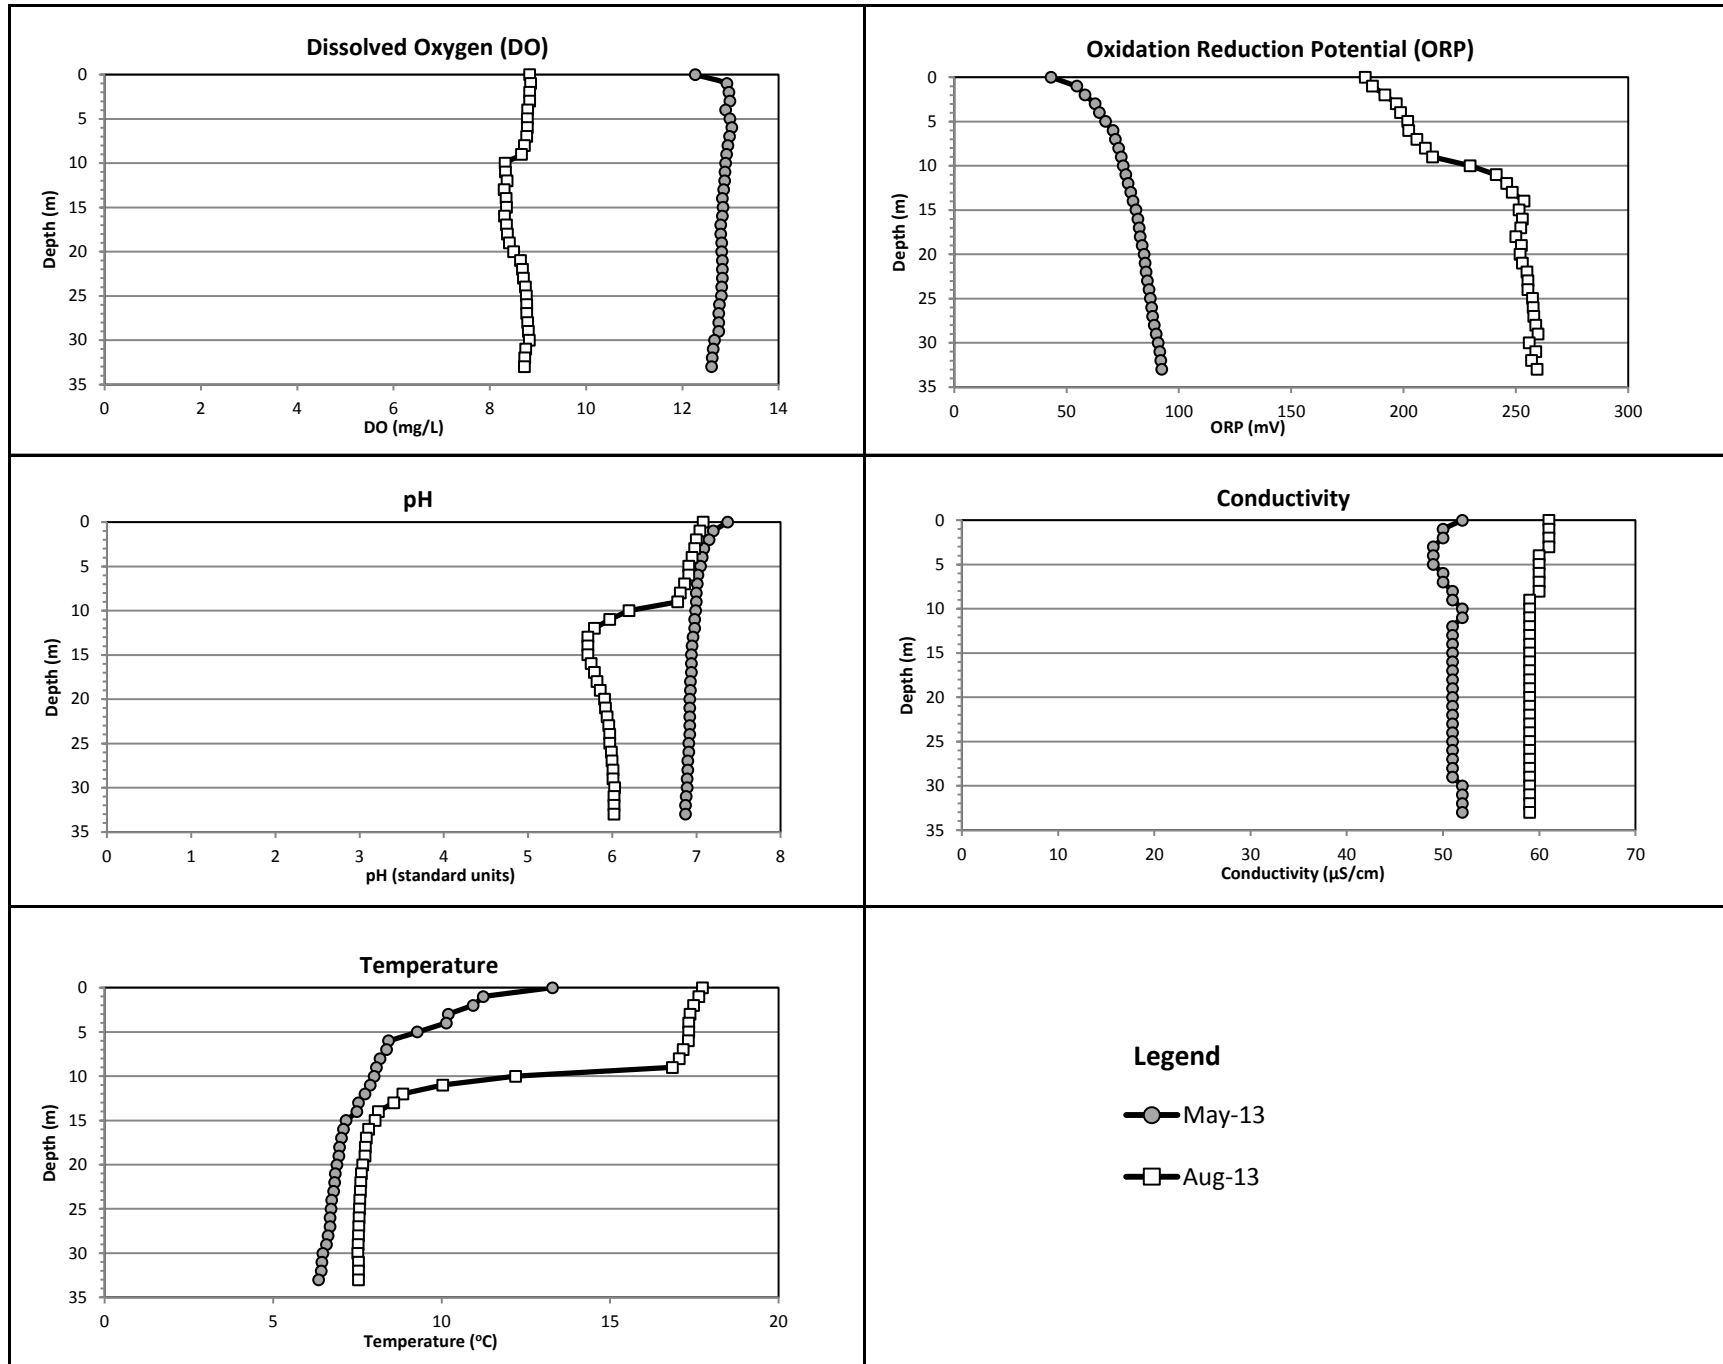 Dissolved Oxygen (DO)
0
5
10
15
20
25
30
35
Depth (m)
0 2 4 6 8 10 12 14
DO (mg/L)
Oxidation Reduction Potential (ORP)
0
5
10
15
20
25
30
35
Depth (m)
0 50 100 150 200 250 300
ORP (mV)
pH
0
5
10
15
20
25
30
35
Depth (m)
0 1 2 3 4 5 6 7 8
pH (standard units)
Conductivity
0
5
10
15
20
25
30
35
Depth (m)
0 10 20 30 40 50 60 70
Conductivity (µS/cm)
Temperature
0
5
10
15
20
25
30
35
Depth (m)
0 5 10 15 20
Temperature (°C)
Legend
May-13
Aug-13